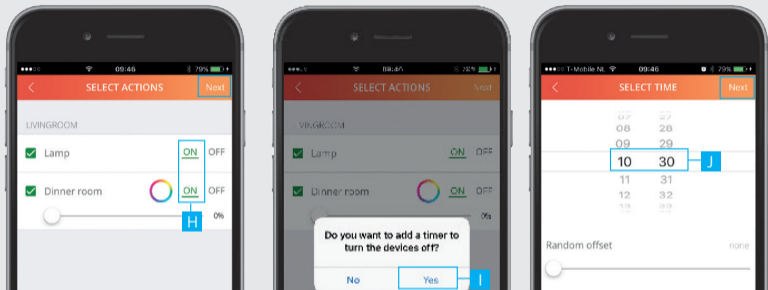 09:46 79%
SELECT ACTIONS Next
LIVINGROOM
Lamp ON OFF
Dinner room ON OFF
0%
H
09:46
SELECT ACTIONS Next
LIVINGROOM
Lamp ON OFF
Dinner room ON OFF
0%
Do you want to add a timer to
turn the devices off?
No Yes
I
T-Mobile NL 09:46 79%
SELECT TIME Next
07 27
08 28
09 29
10 30
J
11 31
12 32
13 33
Random offset none